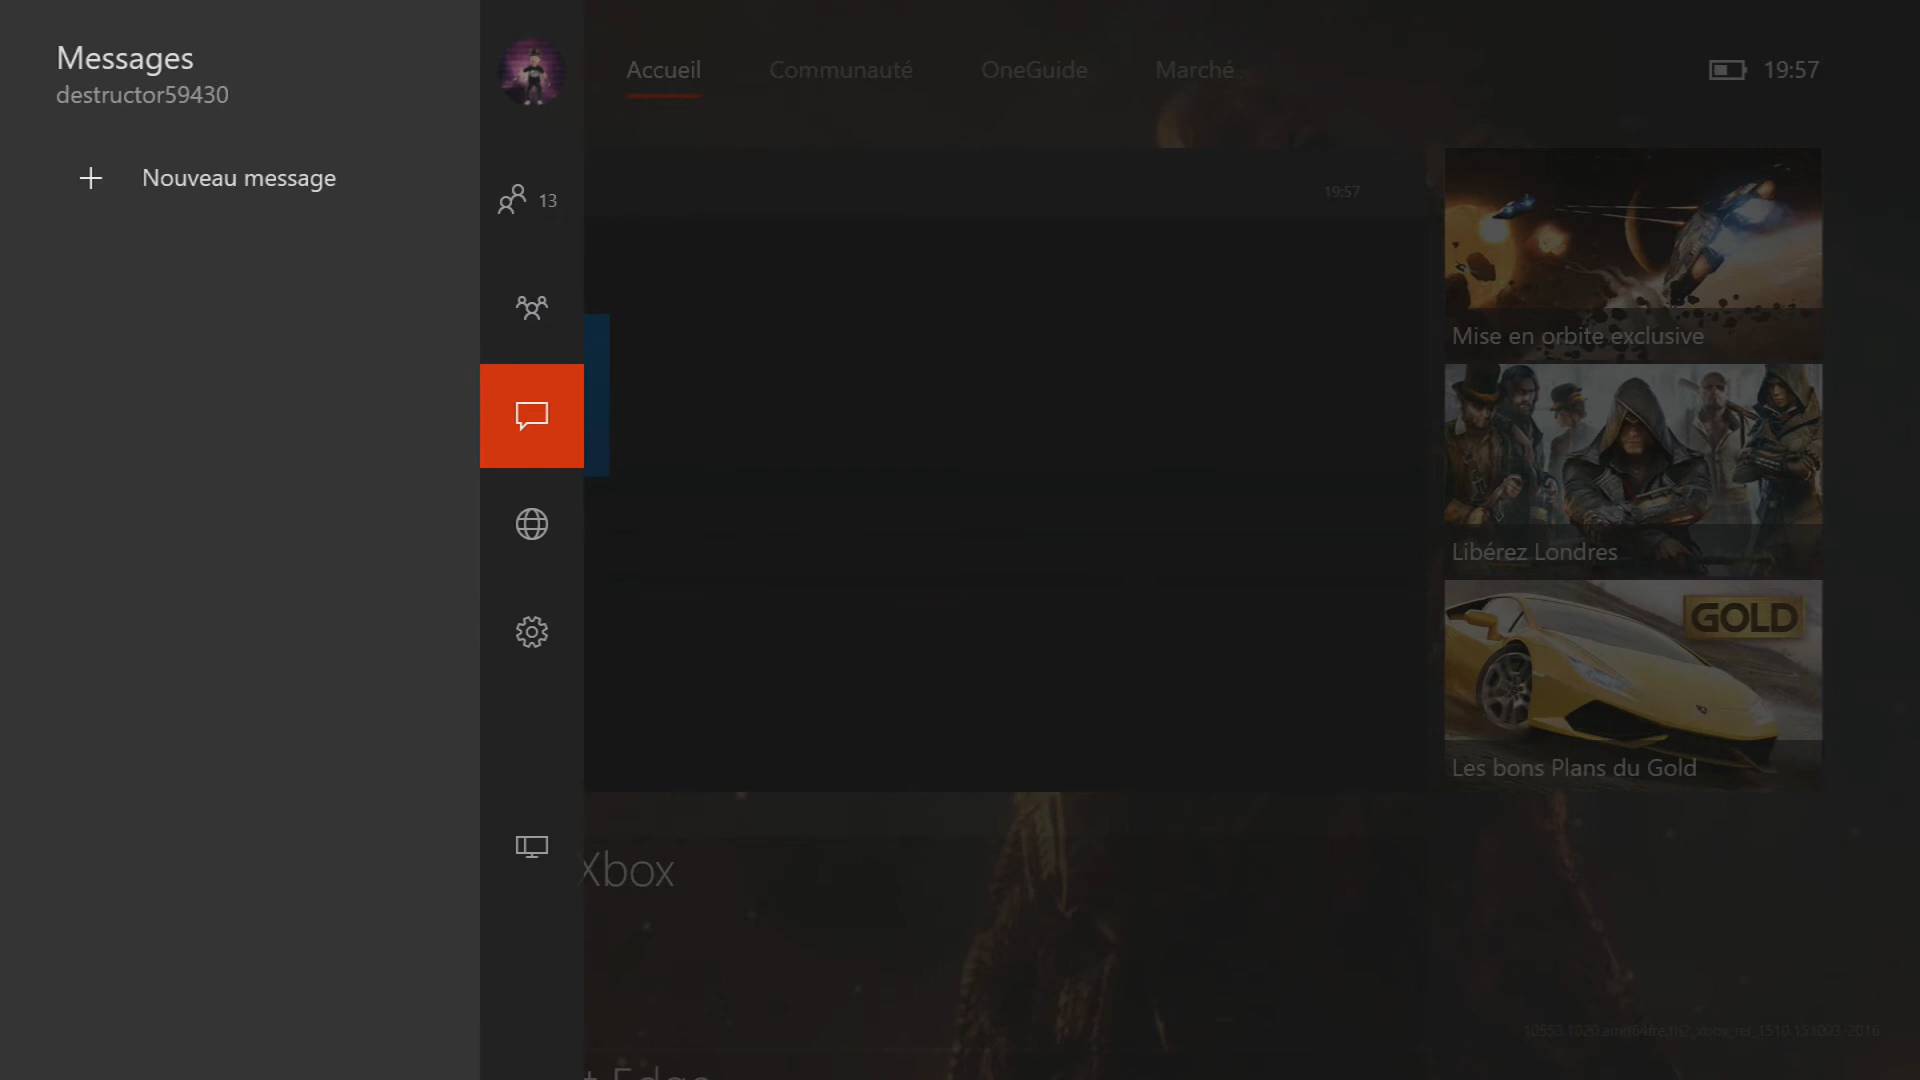 Messages
destructor59430
Nouveau message
13
Accueil
Communauté
OneGuide
Marché
19:57
19:57
Mise en orbite exclusive
Libérez Londres
GOLD
Les bons Plans du Gold
Xbox
Edge